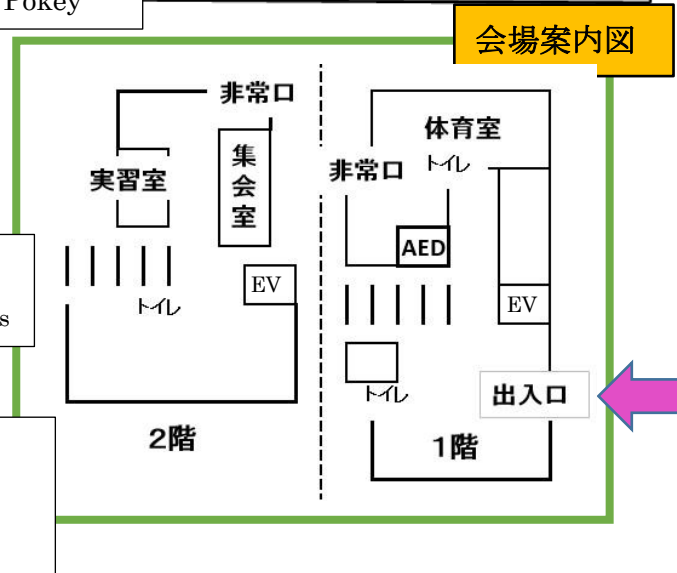 Pokey
会場案内図
非常口
集会室
実習室
EV
トイレ
2階
体育室
トイレ
非常口
AED
EV
トイレ
出入口
1階
s